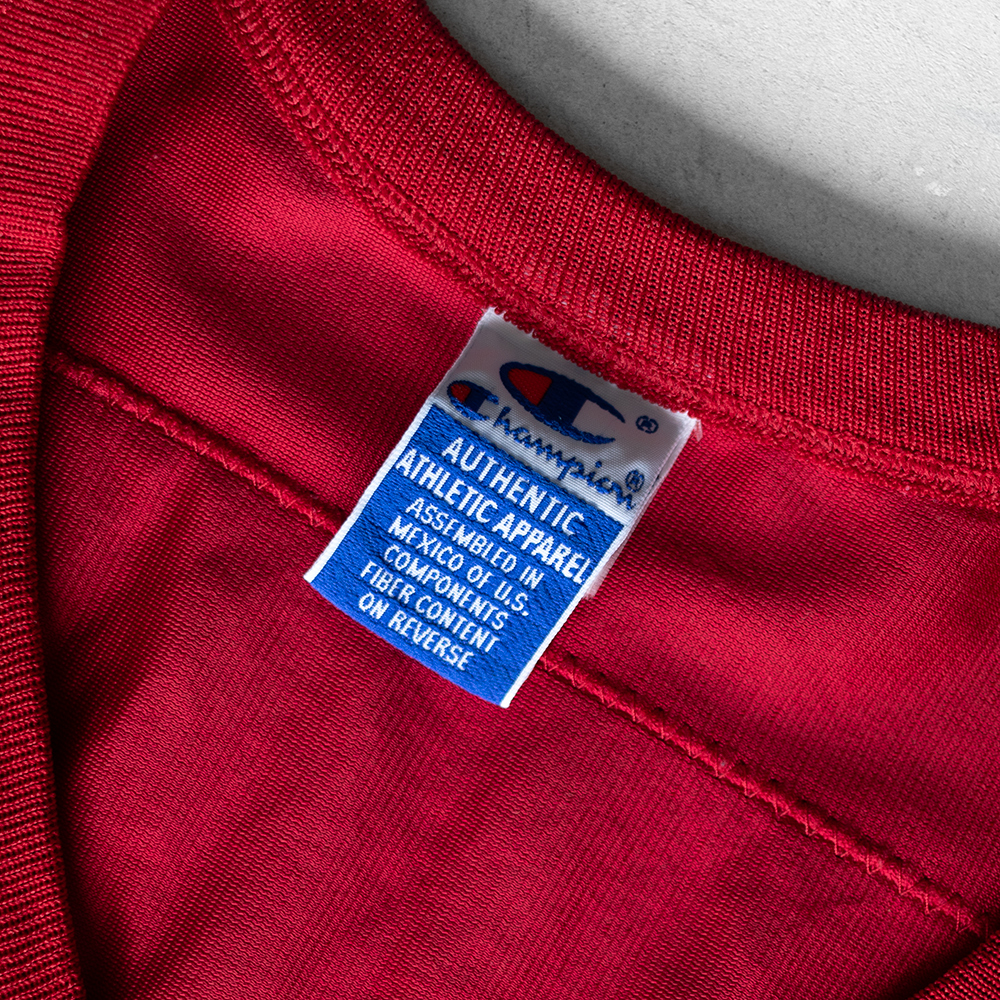 ®
Champion®
AUTHENTIC
ATHLETIC APPAREL
ASSEMBLED IN
MEXICO OF U.S.
COMPONENTS
FIBER CONTENT
ON REVERSE